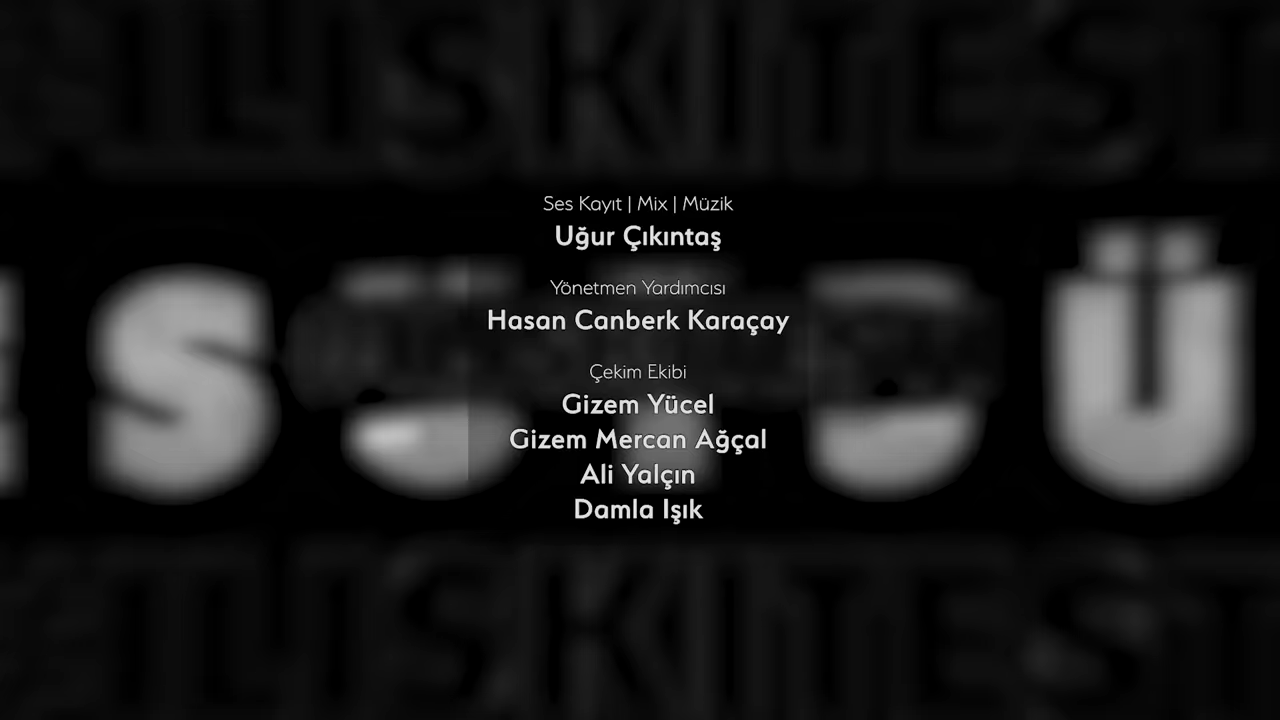 Ses Kayıt | Mix | Müzik
Uğur Çıkıntaş
Yönetmen Yardımcısı
Hasan Canberk Karaçay
Çekim Ekibi
Gizem Yücel
Gizem Mercan Ağçal
Ali Yalçın
Damla Işık